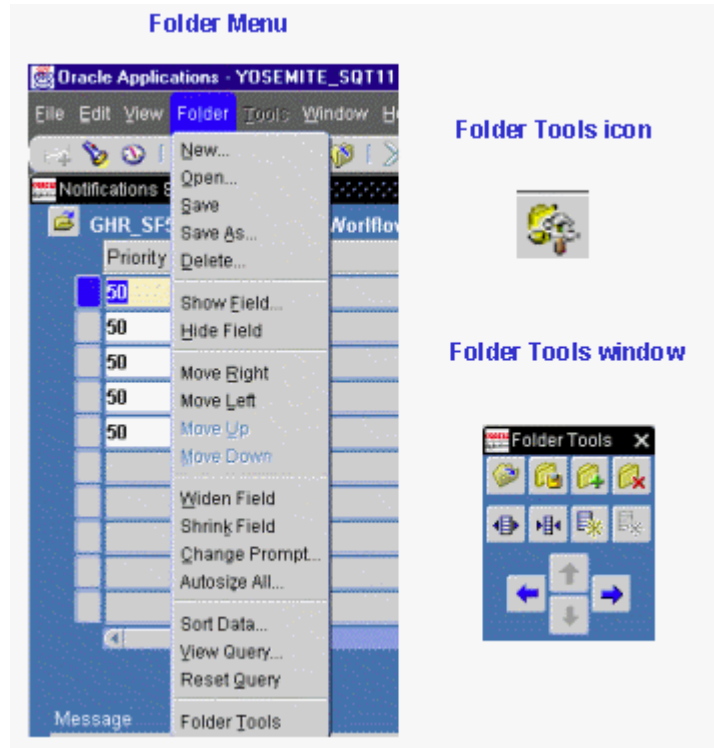 Folder Menu
Oracle Applications - YOSEMITE_SQT11
File Edit View Folder Tools Window
Folder Tools icon
New...
Open...
Notifications
Save
GHR_SF5 Worlflov
Save As...
Priority
Delete...
50
Show Field...
50
Hide Field
Folder Tools window
50
Move Right
50
Move Left
50
Move Up
Move Down
Folder Tools
Widen Field
Shrink Field
Change Prompt...
Autosize All...
Sort Data...
View Query...
Reset Query
Message
Folder Tools